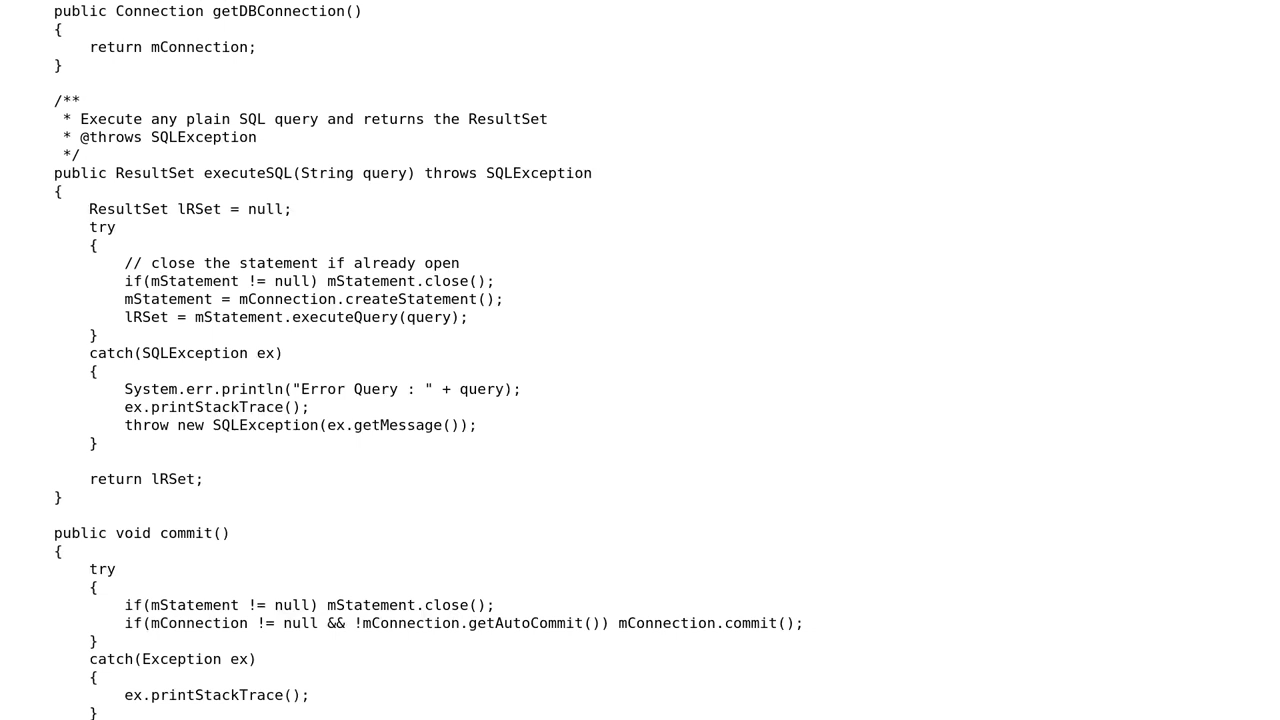 public Connection getDBConnection()
{
    return mConnection;
}

/**
 * Execute any plain SQL query and returns the ResultSet
 * @throws SQLException
 */
public ResultSet executeSQL(String query) throws SQLException
{
    ResultSet lRSet = null;
    try
    {
        // close the statement if already open
        if(mStatement != null) mStatement.close();
        mStatement = mConnection.createStatement();
        lRSet = mStatement.executeQuery(query);
    }
    catch(SQLException ex)
    {
        System.err.println("Error Query : " + query);
        ex.printStackTrace();
        throw new SQLException(ex.getMessage());
    }

    return lRSet;
}

public void commit()
{
    try
    {
        if(mStatement != null) mStatement.close();
        if(mConnection != null && !mConnection.getAutoCommit()) mConnection.commit();
    }
    catch(Exception ex)
    {
        ex.printStackTrace();
    }